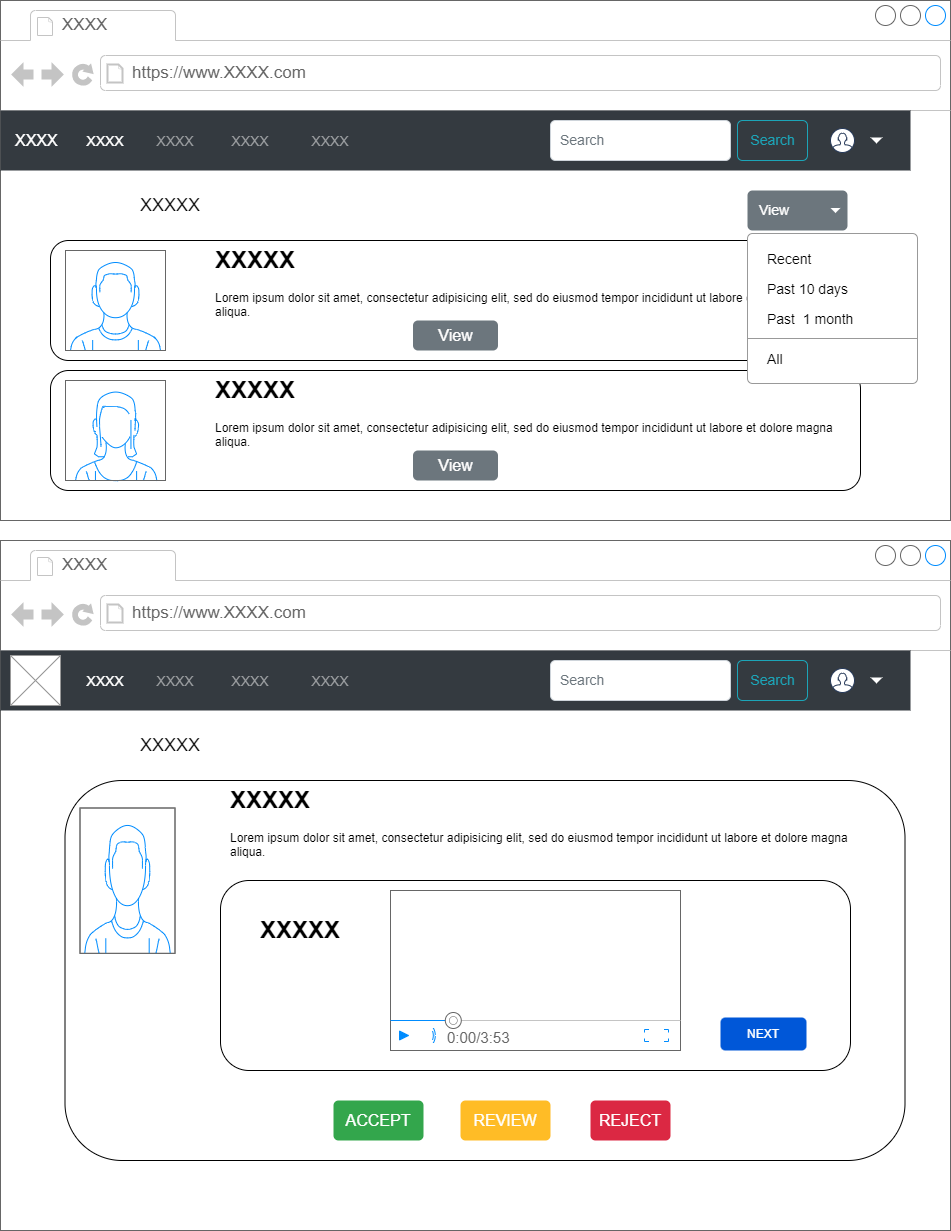 XXXX
https://www.XXXX.com
XXXX XXXX XXXX XXXX XXXX Search Search
XXXXX View
Recent
Past 10 days
Past  1 month
All
XXXXX
Lorem ipsum dolor sit amet, consectetur adipisicing elit, sed do eiusmod tempor incididunt ut labore
aliqua.
View
XXXXX
Lorem ipsum dolor sit amet, consectetur adipisicing elit, sed do eiusmod tempor incididunt ut labore et dolore magna
aliqua.
View
XXXX
https://www.XXXX.com
XXXX XXXX XXXX XXXX Search Search
XXXXX
XXXXX
Lorem ipsum dolor sit amet, consectetur adipisicing elit, sed do eiusmod tempor incididunt ut labore et dolore magna
aliqua.
XXXXX
0:00/3:53
NEXT
ACCEPT REVIEW REJECT